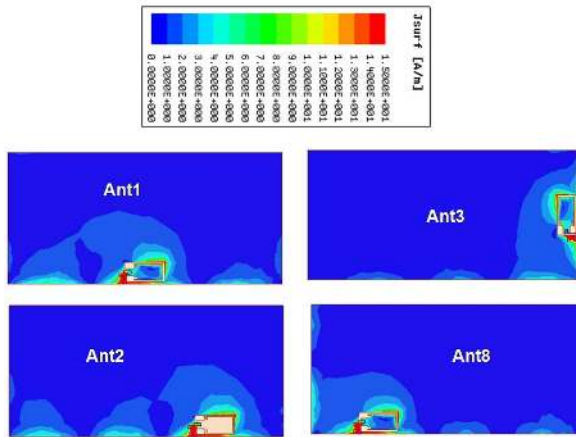 Jsurf [A/m]
1.5000E+001
1.4000E+001
1.3000E+001
1.2000E+001
1.1000E+001
1.0000E+001
9.0000E+000
8.0000E+000
7.0000E+000
6.0000E+000
5.0000E+000
4.0000E+000
3.0000E+000
2.0000E+000
1.0000E+000
0.0000E+000
Ant1
Ant3
Ant2
Ant8